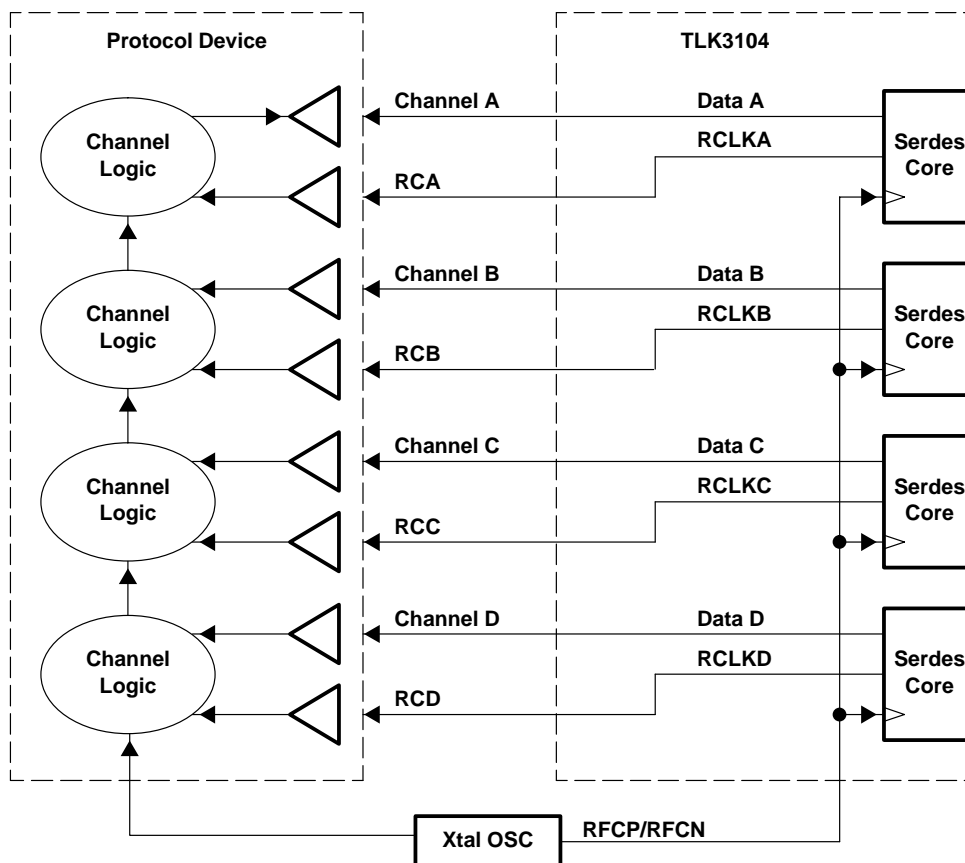 Protocol Device
TLK3104
Channel A
Data A
Channel
Logic
RCLKA
Serdes
Core
RCA
Channel B
Data B
Channel
Logic
RCLKB
Serdes
Core
RCB
Channel C
Data C
Channel
Logic
RCLKC
Serdes
Core
RCC
Channel D
Data D
Channel
Logic
RCLKD
Serdes
Core
RCD
Xtal OSC
RFCP/RFCN